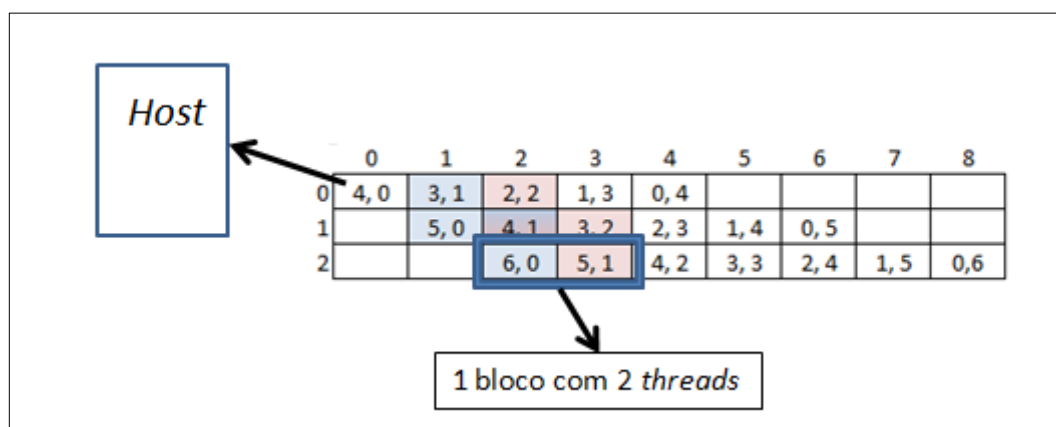 Host
0 1 2 3 4 5 6 7 8
0 4, 0 3, 1 2, 2 1, 3 0, 4
1 5, 0 4, 1 3, 2 2, 3 1, 4 0, 5
2 6, 0 5, 1 4, 2 3, 3 2, 4 1, 5 0,6
1 bloco com 2 threads